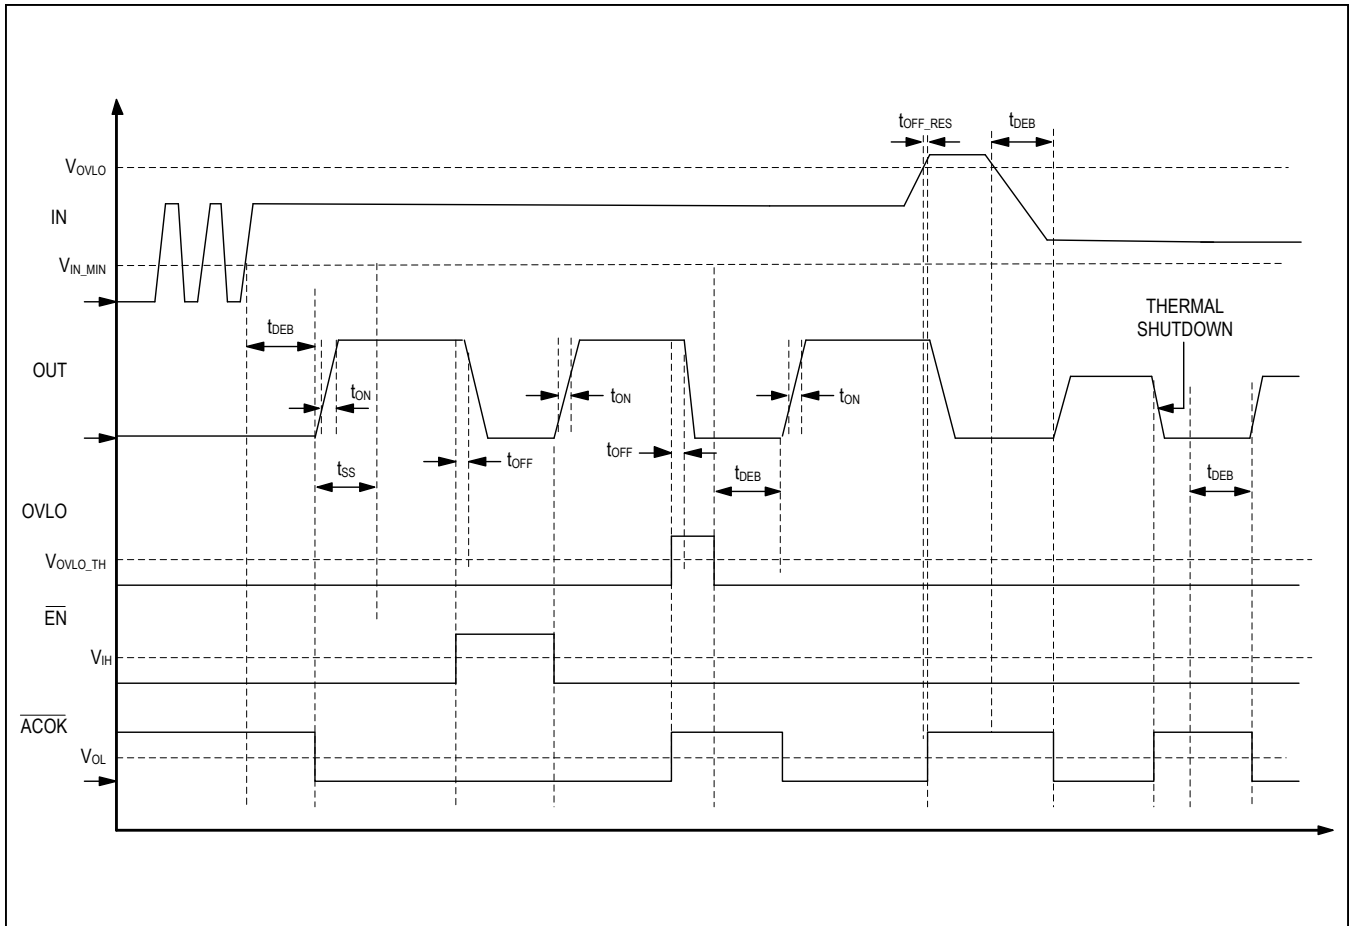 tOFF_RES
tDEB
VOVLO
IN
VIN_MIN
tDEB
THERMAL
SHUTDOWN
OUT
tON
tON
tON
tOFF
tOFF
tSS
tDEB
tDEB
OVLO
VOVLO_TH
EN
VIH
ACOK
VOL